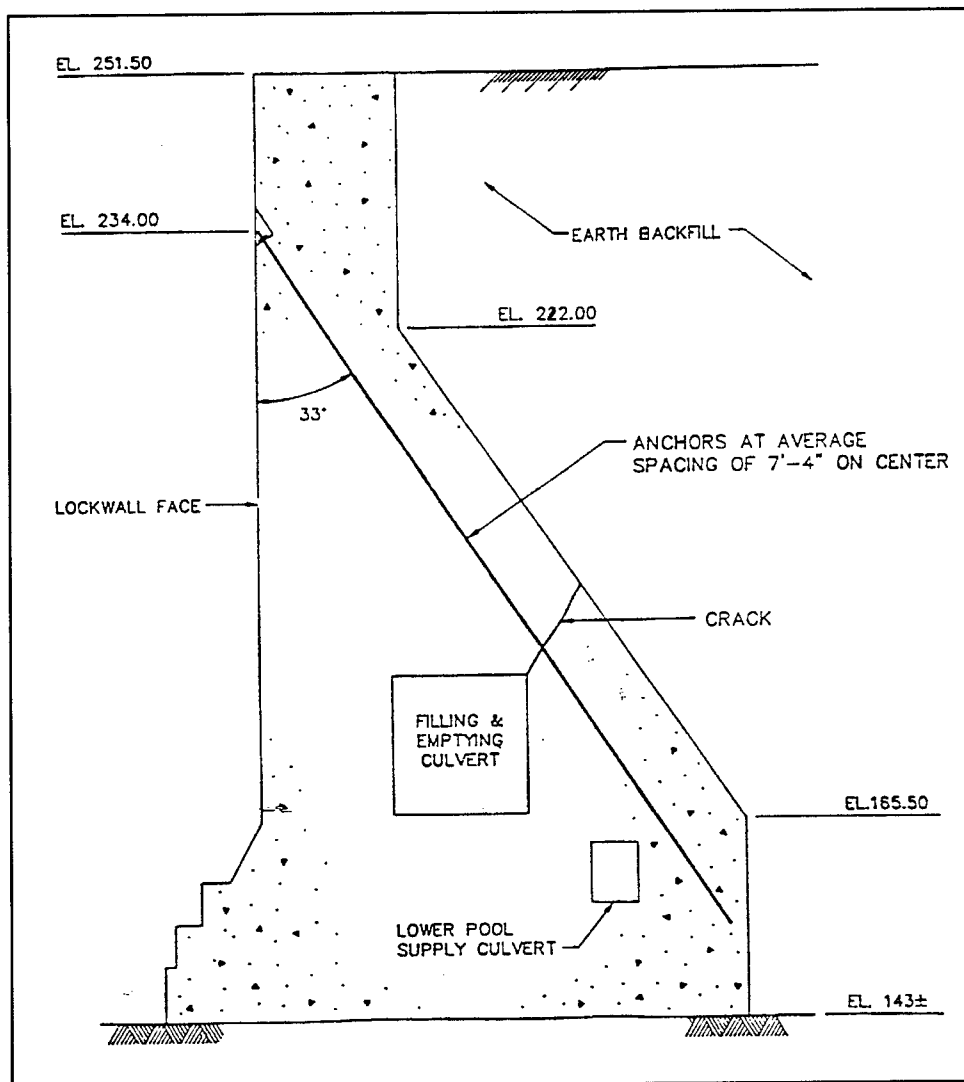 EL. 251.50
EL. 234.00
EARTH BACKFILL
EL. 222.00
33°
ANCHORS AT AVERAGE
SPACING OF 7'-4" ON CENTER
LOCKWALL FACE
CRACK
FILLING &
EMPTYING
CULVERT
EL.165.50
LOWER POOL
SUPPLY CULVERT
EL. 143±